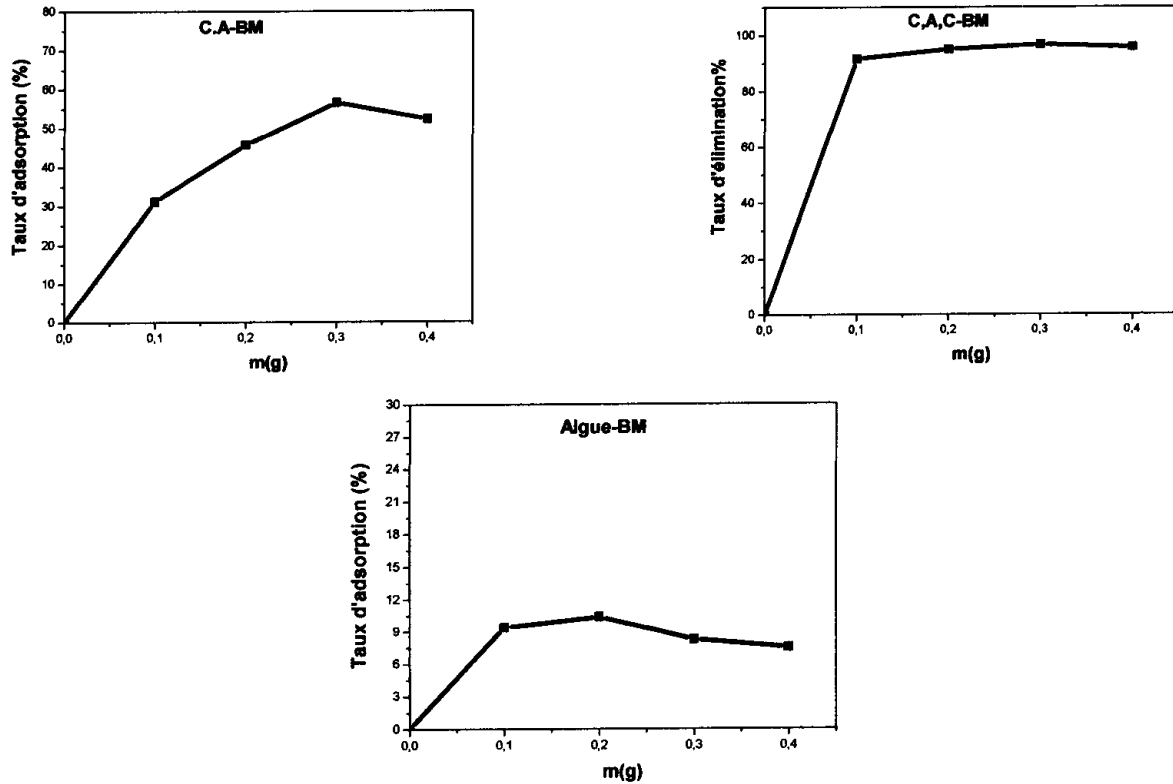 C.A-BM
Taux d'adsorption (%)
80
70
60
50
40
30
20
10
0
0,0 0,1 0,2 0,3 0,4
m(g)
C,A,C-BM
Taux d'élimination%
100
80
60
40
20
0
0,0 0,1 0,2 0,3 0,4
m(g)
Algue-BM
Taux d'adsorption (%)
30
27
24
21
18
15
12
9
6
3
0
0,0 0,1 0,2 0,3 0,4
m(g)